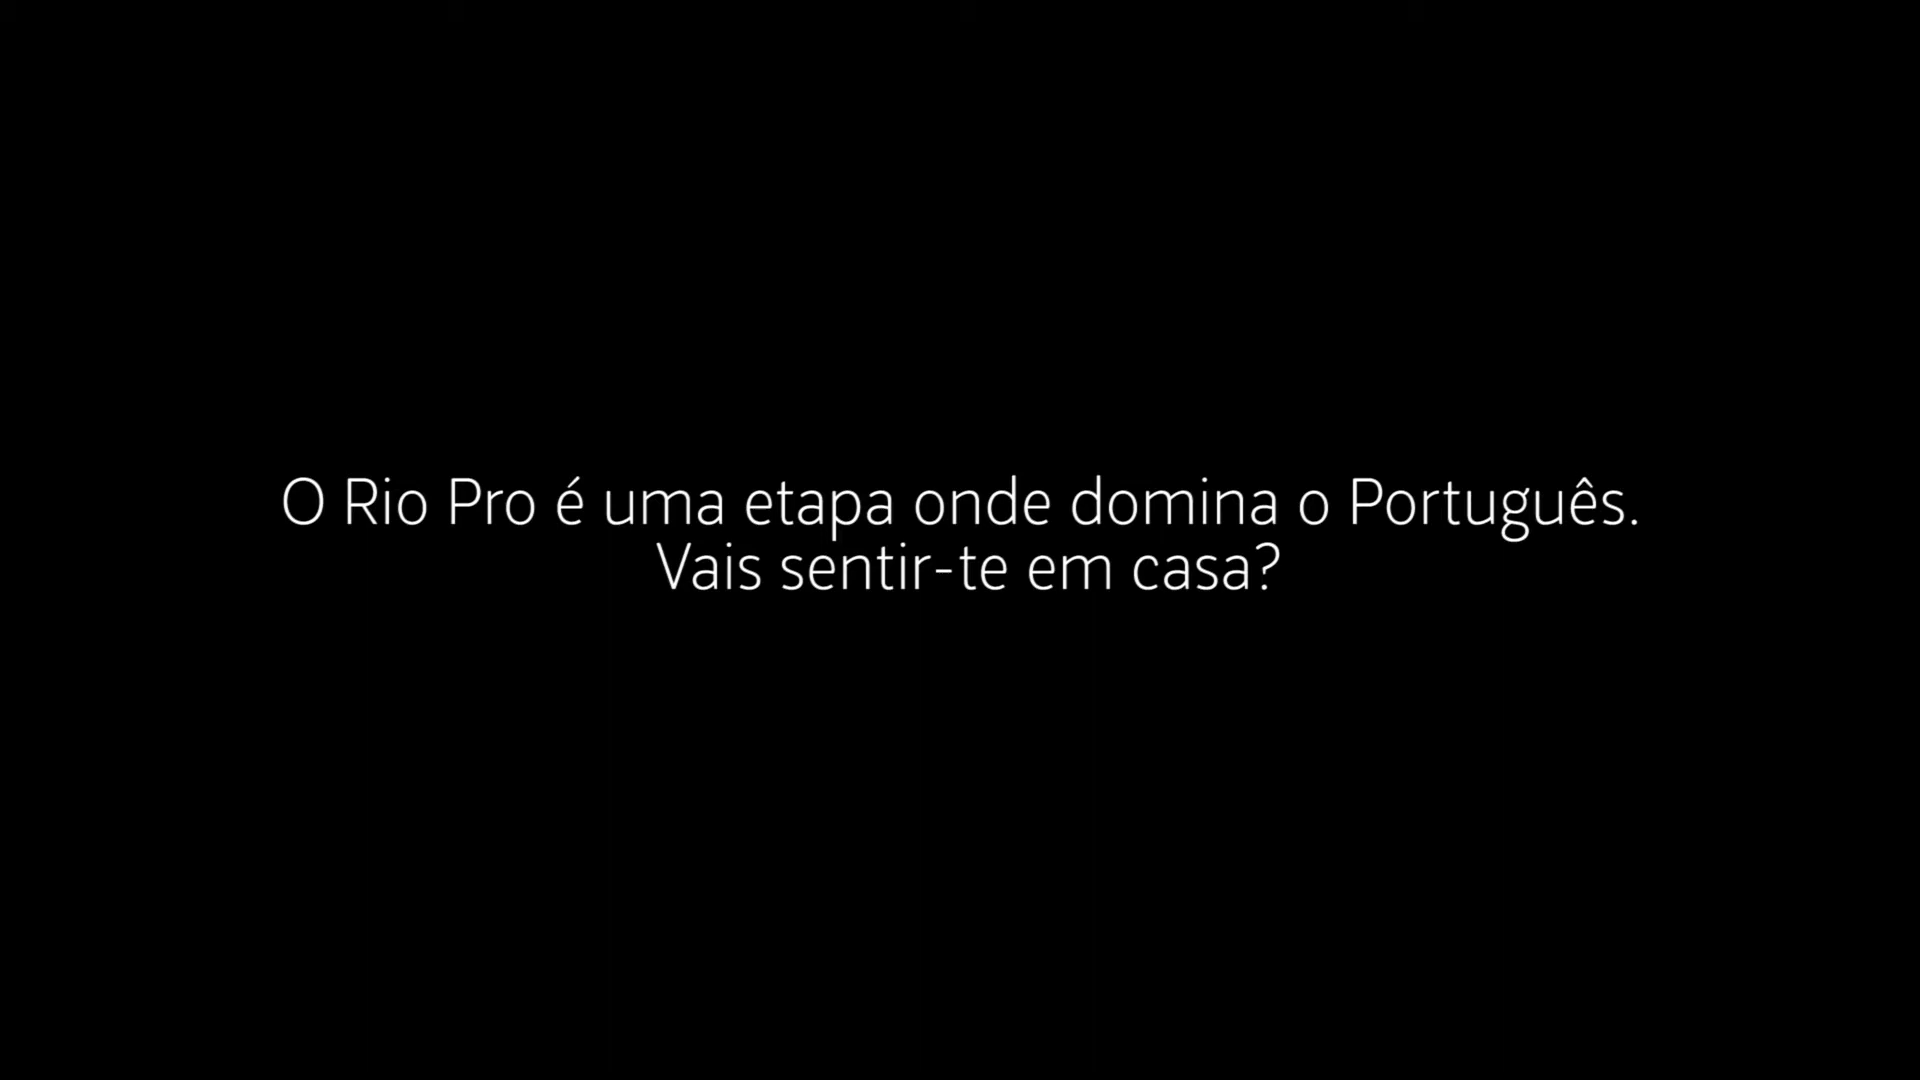 O Rio Pro é uma etapa onde domina o Português.
Vais sentir-te em casa?